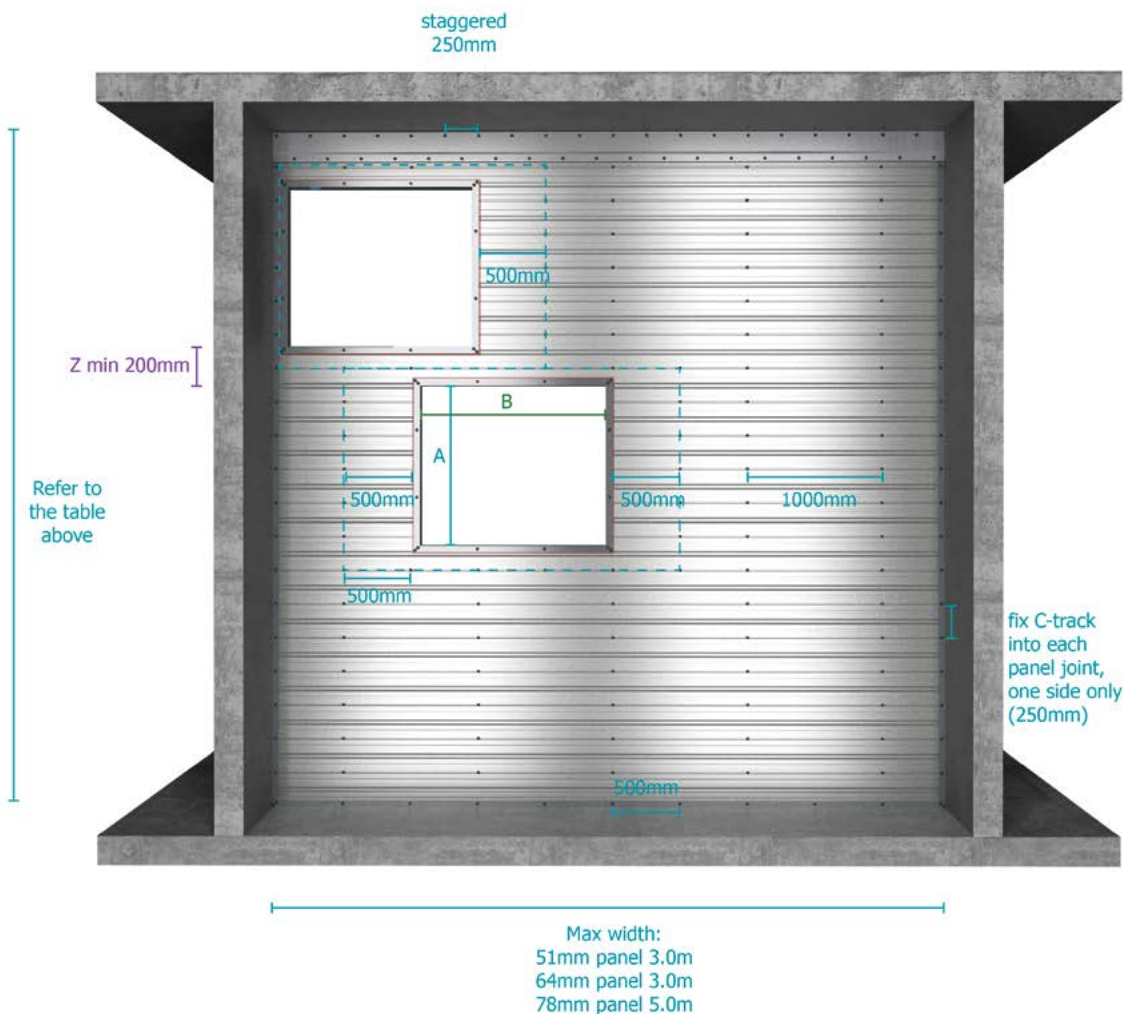 staggered
250mm
500mm
Z min 200mm
B
A
Refer to
the table
above
500mm
500mm
1000mm
500mm
fix C-track
into each
panel joint,
one side only
(250mm)
500mm
Max width:
51mm panel 3.0m
64mm panel 3.0m
78mm panel 5.0m